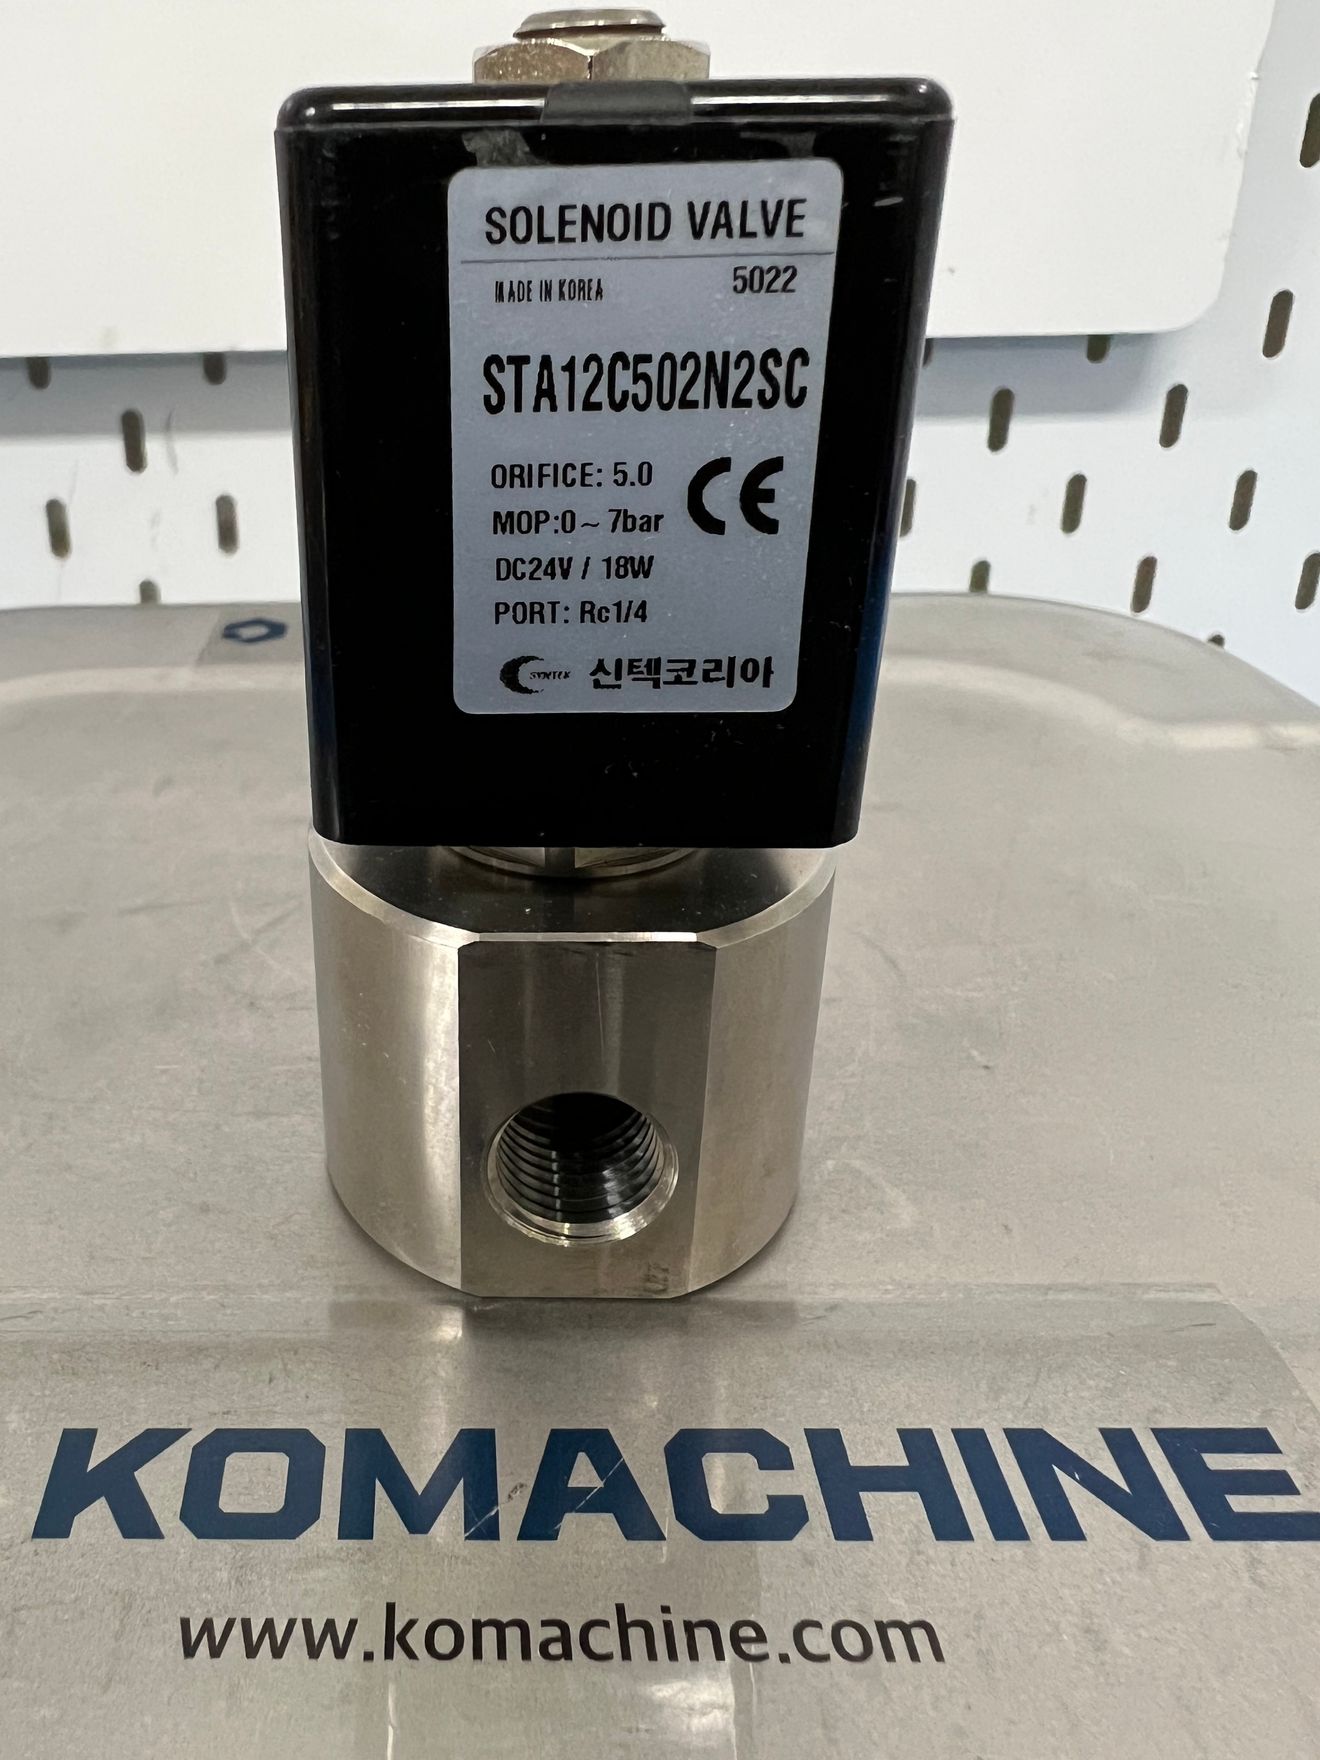 SOLENOID VALVE
MADE IN KOREA 5022
STA12C502N2SC
ORIFICE: 5.0
MOP:0~7bar CE
DC24V / 18W
PORT: Rc1/4
SYNTEK 신텍코리아
KOMACHINE
www.komachine.com